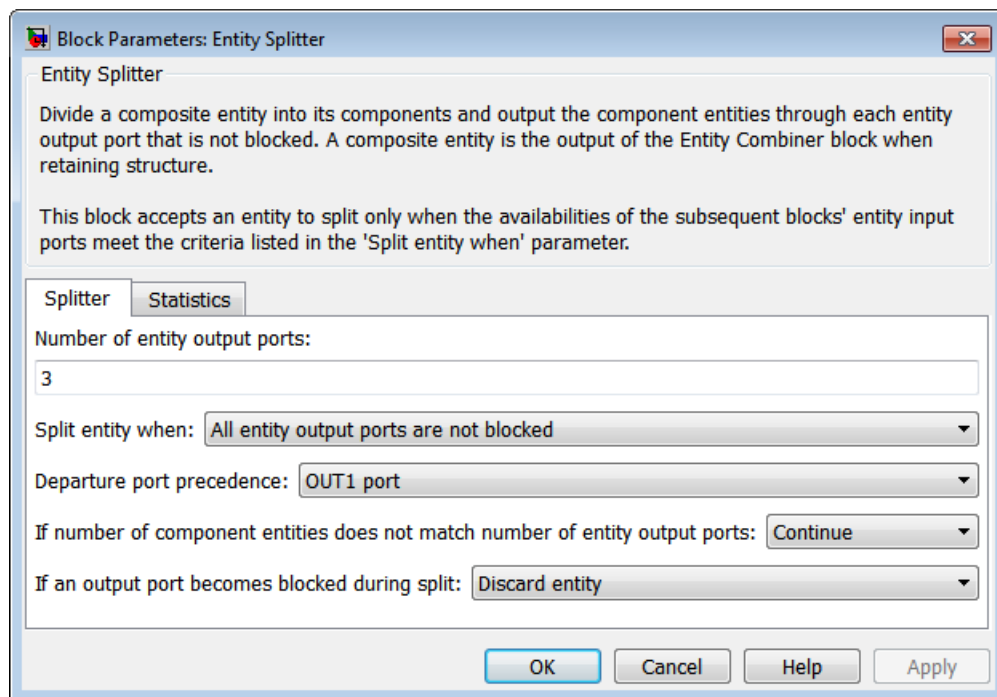 Block Parameters: Entity Splitter
Entity Splitter
Divide a composite entity into its components and output the component entities through each entity
output port that is not blocked. A composite entity is the output of the Entity Combiner block when
retaining structure.
This block accepts an entity to split only when the availabilities of the subsequent blocks' entity input
ports meet the criteria listed in the 'Split entity when' parameter.
Splitter Statistics
Number of entity output ports:
3
Split entity when: All entity output ports are not blocked
Departure port precedence: OUT1 port
If number of component entities does not match number of entity output ports: Continue
If an output port becomes blocked during split: Discard entity
OK Cancel Help Apply